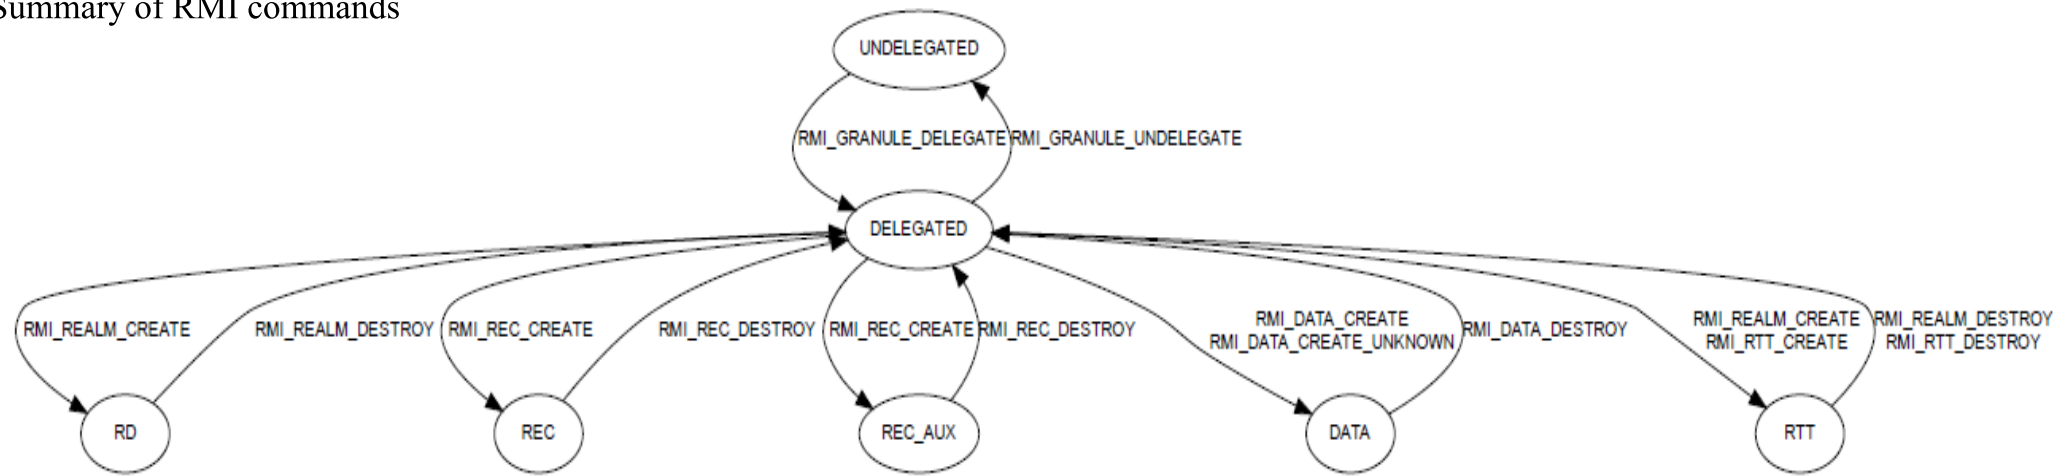 Summary of RMI commands
UNDELEGATED
RMI_GRANULE_DELEGATE
RMI_GRANULE_UNDELEGATE
DELEGATED
RMI_REALM_CREATE
RMI_REALM_DESTROY
RMI_REC_CREATE
RMI_REC_DESTROY
RMI_REC_CREATE
RMI_REC_DESTROY
RMI_DATA_CREATE
RMI_DATA_CREATE_UNKNOWN
RMI_DATA_DESTROY
RMI_REALM_CREATE
RMI_RTT_CREATE
RMI_REALM_DESTROY
RMI_RTT_DESTROY
RD
REC
REC_AUX
DATA
RTT